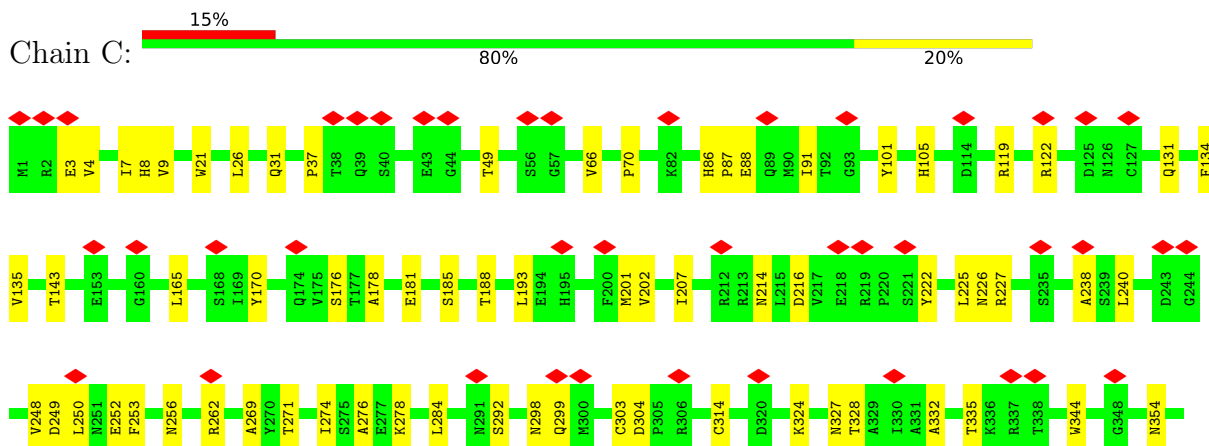 15%
Chain C:
80% 20%
M1 R2 E3 V4 I7 H8 V9 W21 L26 Q31 P37 T38 Q39 S40 E43 G44 T49 S56 G57 V66 P70 K82 H86 P87 E88 Q89 M90 I91 T92 G93 Y101 H105 D114 R119 R122 D125 N126 C127 Q131 F134
V135 T143 E153 G160 L165 S168 I169 Y170 Q174 V175 S176 T177 A178 E181 S185 T188 L193 E194 H195 F200 M201 V202 I207 R212 R213 N214 L215 D216 V217 E218 R219 P220 S221 Y222 L225 N226 R227 S235 A238 S239 L240 D243 G244
V248 D249 L250 N251 E252 F253 N256 R262 A269 Y270 T271 I274 S275 A276 E277 K278 L284 N291 S292 N298 Q299 M300 C303 D304 P305 R306 C314 D320 K324 N327 T328 A329 I330 A331 A332 T335 K336 R337 T338 W344 G348 N354